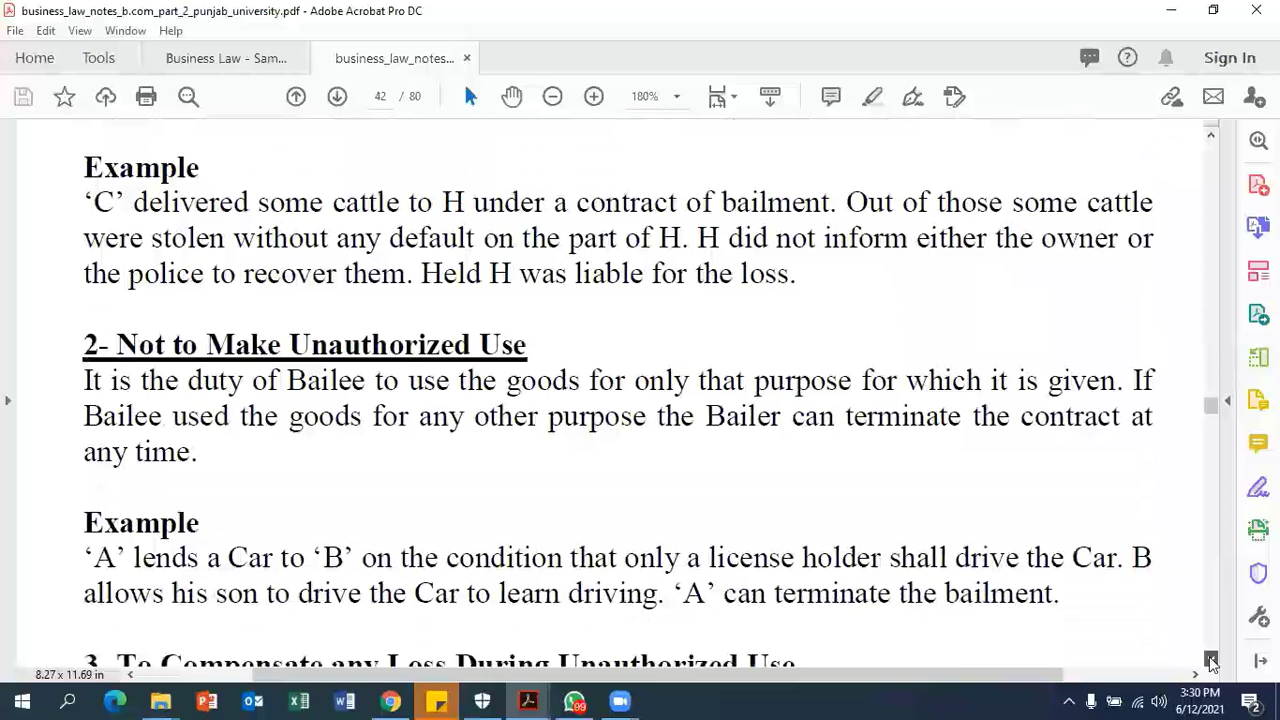 business_law_notes_b.com_part_2_punjab_university.pdf - Adobe Acrobat Pro DC
File Edit View Window Help
Home Tools Business Law - Sam... business_law_notes... × Sign In
42 / 80 180%
Example
‘C’ delivered some cattle to H under a contract of bailment. Out of those some cattle
were stolen without any default on the part of H. H did not inform either the owner or
the police to recover them. Held H was liable for the loss.
2- Not to Make Unauthorized Use
It is the duty of Bailee to use the goods for only that purpose for which it is given. If
Bailee used the goods for any other purpose the Bailer can terminate the contract at
any time.
Example
‘A’ lends a Car to ‘B’ on the condition that only a license holder shall drive the Car. B
allows his son to drive the Car to learn driving. ‘A’ can terminate the bailment.
3- To Compensate any Loss During Unauthorized Use
8.27 x 11.69 in
99
3:30 PM
6/12/2021
2